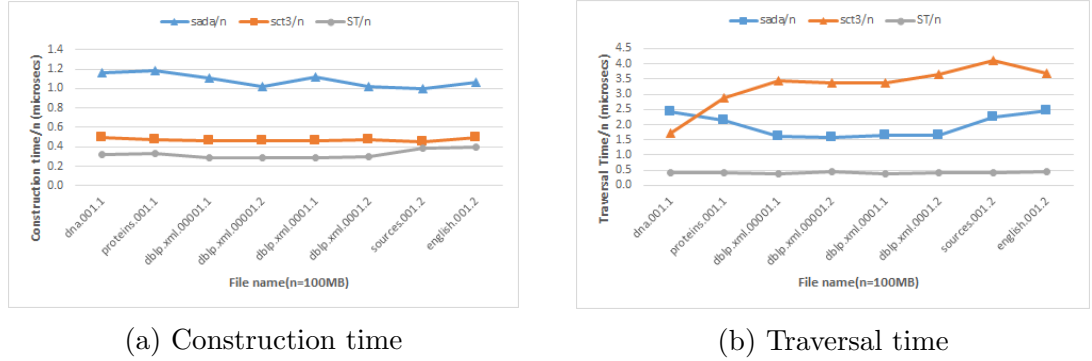 sada/n sct3/n ST/n
Construction time/n (microsecs)
1.4
1.2
1.0
0.8
0.6
0.4
0.2
0.0
dna.001.1
proteins.001.1
dblp.xml.00001.1
dblp.xml.00001.2
dblp.xml.0001.1
dblp.xml.0001.2
sources.001.2
english.001.2
File name(n=100MB)
(a) Construction time
sada/n sct3/n ST/n
Traversal Time/n (microsecs)
4.5
4.0
3.5
3.0
2.5
2.0
1.5
1.0
0.5
0.0
dna.001.1
proteins.001.1
dblp.xml.00001.1
dblp.xml.00001.2
dblp.xml.0001.1
dblp.xml.0001.2
sources.001.2
english.001.2
File name(n=100MB)
(b) Traversal time